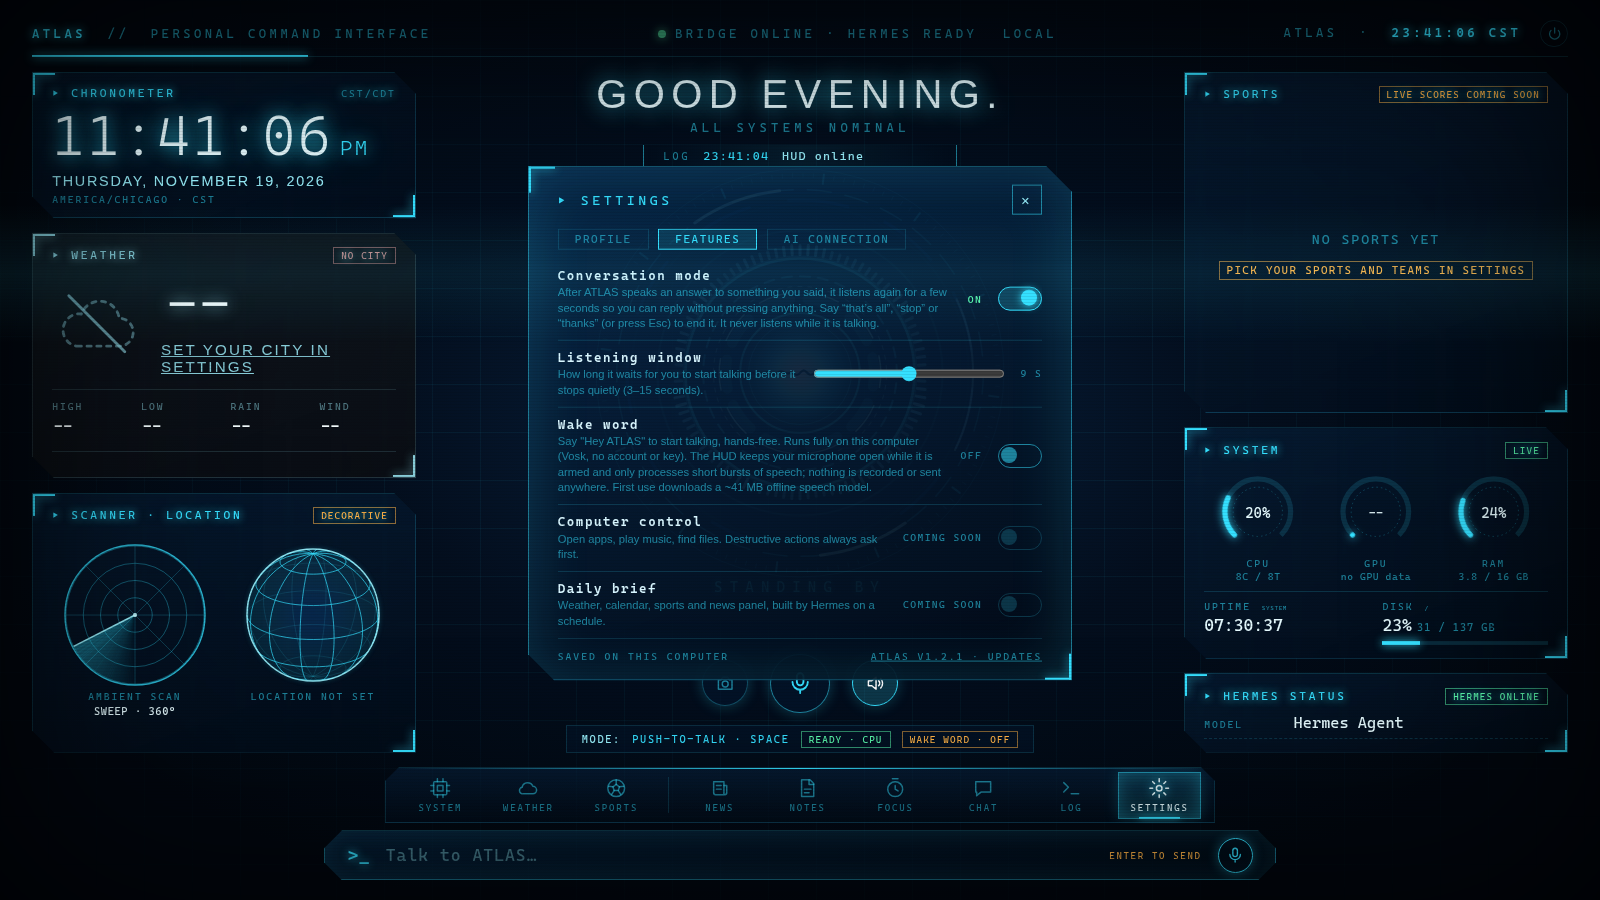 ATLAS // PERSONAL COMMAND INTERFACE
BRIDGE ONLINE · HERMES READY LOCAL
ATLAS · 23:41:06 CST
CHRONOMETER
CST/CDT
11:41:06 PM
THURSDAY, NOVEMBER 19, 2026
AMERICA/CHICAGO · CST
WEATHER
NO CITY
--
SET YOUR CITY IN
SETTINGS
HIGH LOW RAIN WIND
-- -- -- --
SCANNER · LOCATION
DECORATIVE
AMBIENT SCAN
SWEEP · 360°
LOCATION NOT SET
GOOD EVENING.
ALL SYSTEMS NOMINAL
LOG 23:41:04 HUD online
SETTINGS
×
PROFILE FEATURES AI CONNECTION
Conversation mode
After ATLAS speaks an answer to something you said, it listens again for a few
seconds so you can reply without pressing anything. Say “that's all”, “stop” or
“thanks” (or press Esc) to end it. It never listens while it is talking.
ON
Listening window
How long it waits for you to start talking before it
stops quietly (3–15 seconds).
9 S
Wake word
Say "Hey ATLAS" to start talking, hands-free. Runs fully on this computer
(Vosk, no account or key). The HUD keeps your microphone open while it is
armed and only processes short bursts of speech; nothing is recorded or sent
anywhere. First use downloads a ~41 MB offline speech model.
OFF
Computer control
Open apps, play music, find files. Destructive actions always ask
first.
COMING SOON
STANDING BY
Daily brief
Weather, calendar, sports and news panel, built by Hermes on a
schedule.
COMING SOON
SAVED ON THIS COMPUTER
ATLAS V1.2.1 · UPDATES
MODE: PUSH-TO-TALK · SPACE READY · CPU WAKE WORD · OFF
SPORTS
LIVE SCORES COMING SOON
NO SPORTS YET
PICK YOUR SPORTS AND TEAMS IN SETTINGS
SYSTEM
LIVE
20% -- 24%
CPU GPU RAM
8C / 8T no GPU data 3.8 / 16 GB
UPTIME SYSTEM
07:30:37
DISK /
23% 31 / 137 GB
HERMES STATUS
HERMES ONLINE
MODEL Hermes Agent
SYSTEM WEATHER SPORTS NEWS NOTES FOCUS CHAT LOG SETTINGS
>_ Talk to ATLAS…
ENTER TO SEND